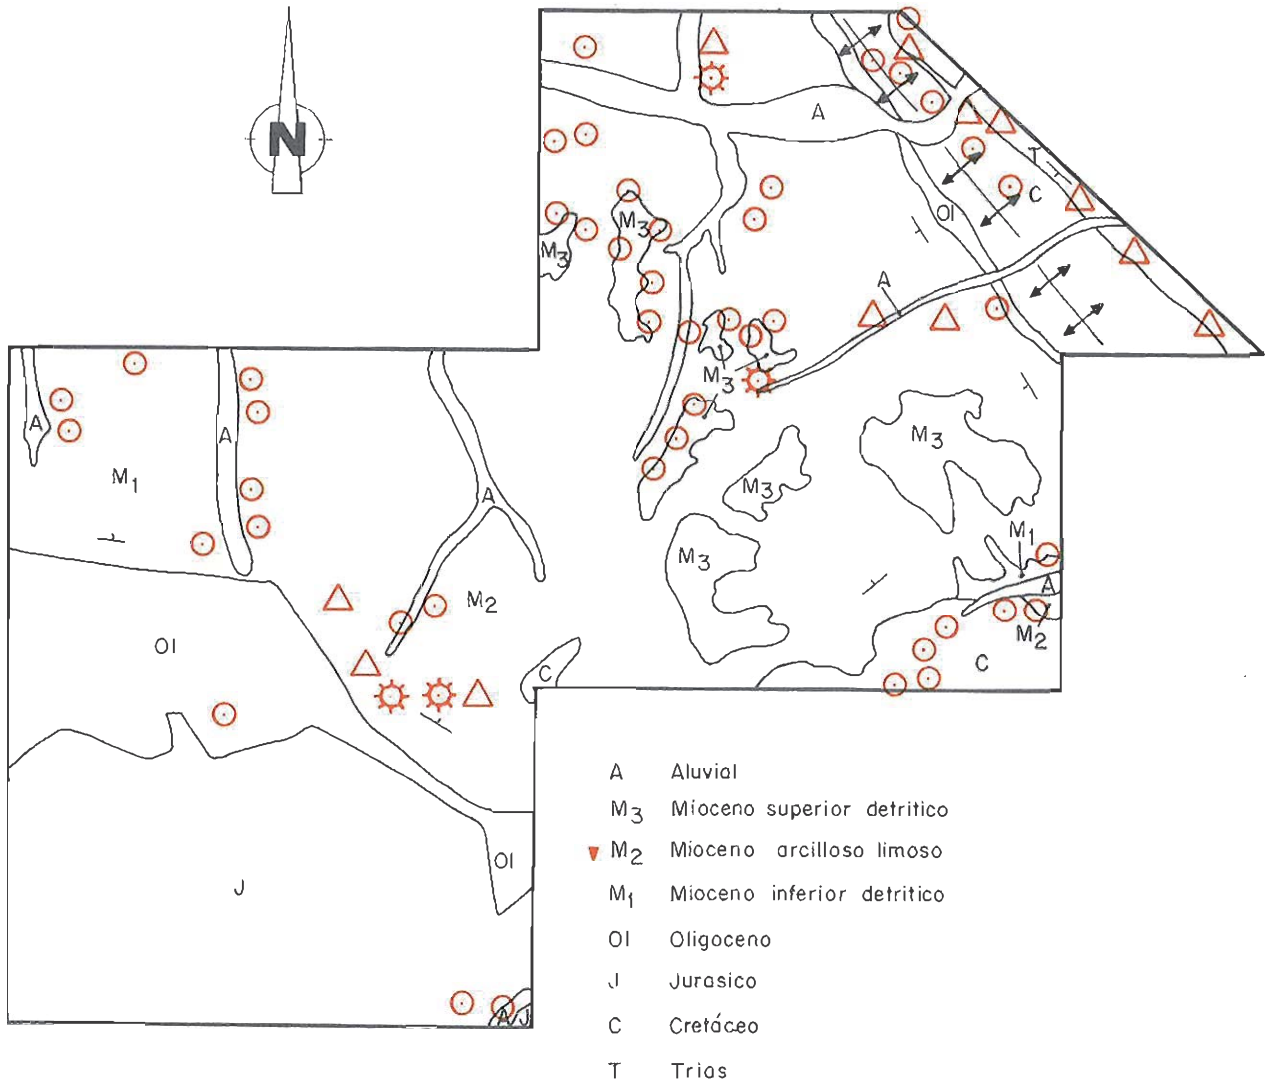 N
A
T
C
Ol
M3
M3
A
M3
M3
A
A
M1
M3
A
M1
M3
A
M2
M2
Ol
C
C
A Aluvial
M3 Mioceno superior detritico
M2 Mioceno arcilloso limoso
Ol
M1 Mioceno inferior detritico
J
Ol Oligoceno
J Jurasico
A J
C Cretáceo
T Trias